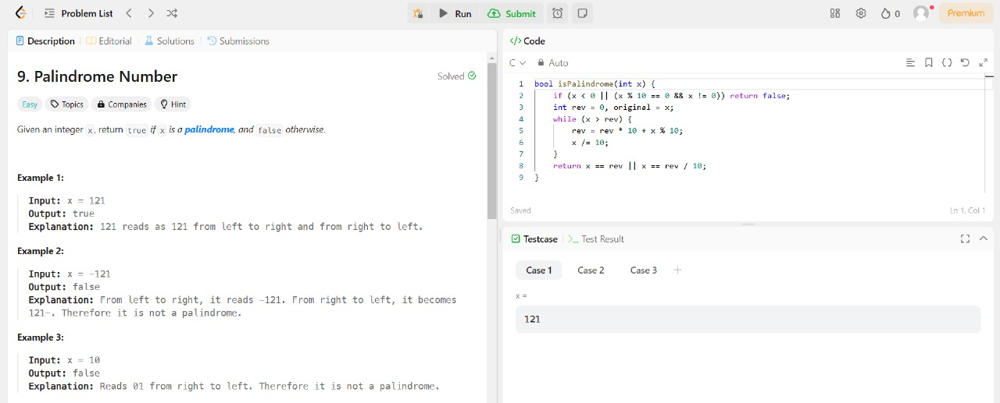 Problem List
Run
Submit
0
Premium
Description
Editorial
Solutions
Submissions
9. Palindrome Number
Solved
Easy
Topics
Companies
Hint
Given an integer x, return true if x is a palindrome, and false otherwise.
Example 1:
Input: x = 121
Output: true
Explanation: 121 reads as 121 from left to right and from right to left.
Example 2:
Input: x = -121
Output: false
Explanation: From left to right, it reads -121. From right to left, it becomes
121-. Therefore it is not a palindrome.
Example 3:
Input: x = 10
Output: false
Explanation: Reads 01 from right to left. Therefore it is not a palindrome.
</> Code
C
Auto
1 bool isPalindrome(int x) {
2 if (x < 0 || (x % 10 == 0 && x != 0)) return false;
3 int rev = 0, original = x;
4 while (x > rev) {
5 rev = rev * 10 + x % 10;
6 x /= 10;
7 }
8 return x == rev || x == rev / 10;
9 }
Saved
Ln 1, Col 1
Testcase
Test Result
Case 1
Case 2
Case 3
+
x =
121